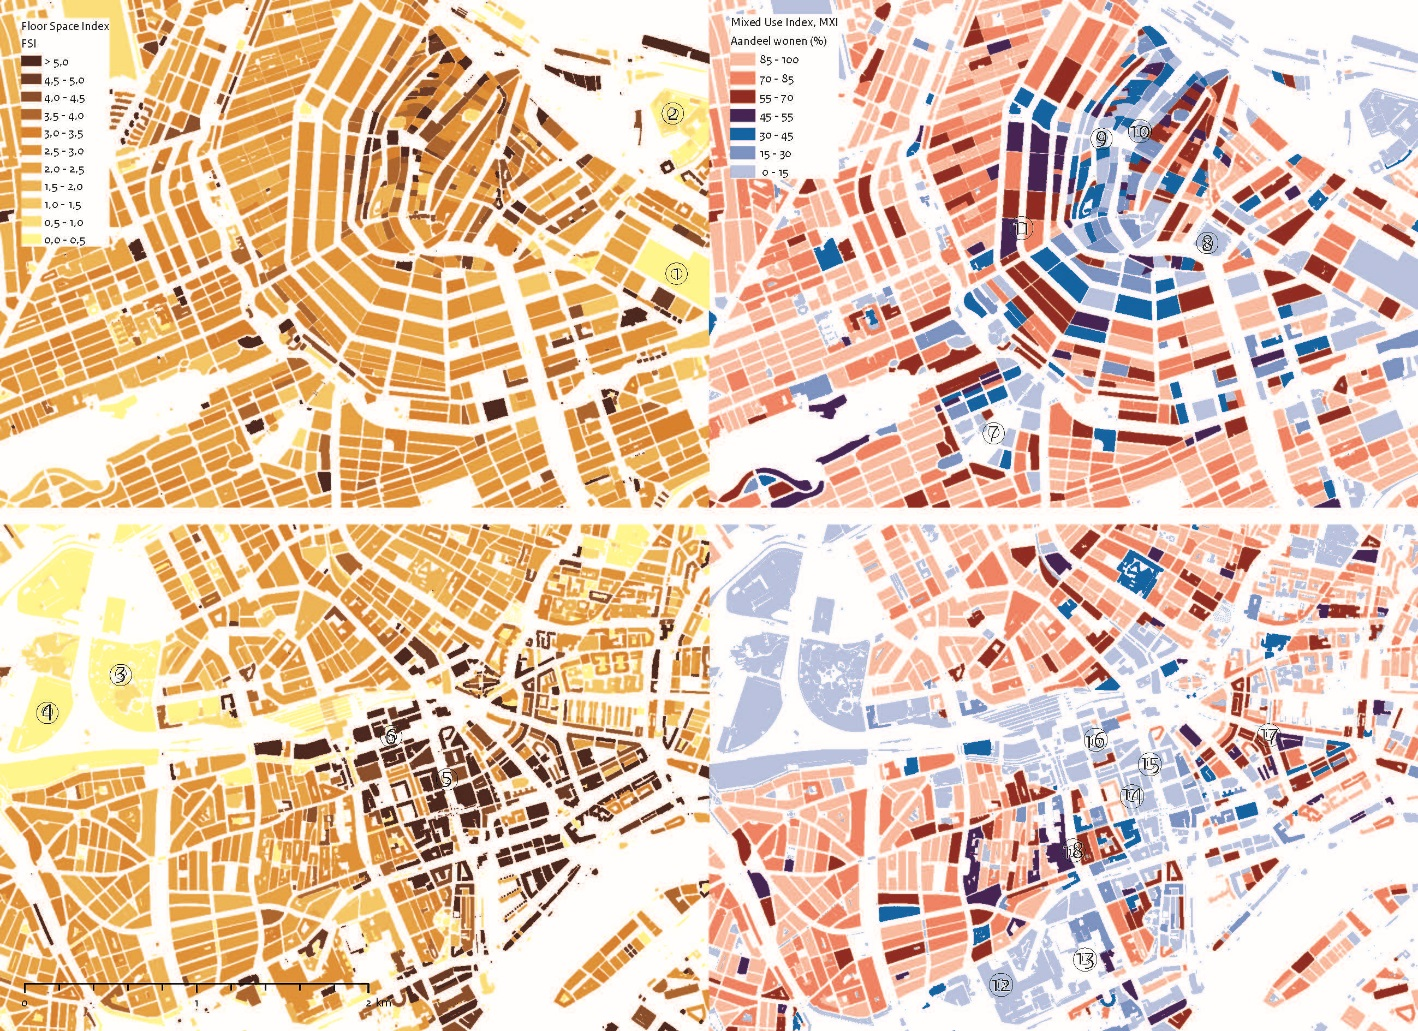 Floor Space Index
FSI
> 5,0
4,5 - 5,0
4,0 - 4,5
3,5 - 4,0
3,0 - 3,5
2,5 - 3,0
2,0 - 2,5
1,5 - 2,0
1,0 - 1,5
0,5 - 1,0
0,0 - 0,5
2
1
Mixed Use Index, MXI
Aandeel wonen (%)
85 - 100
70 - 85
55 - 70
45 - 55
30 - 45
15 - 30
0 - 15
9
10
11
8
7
3
4
6
5
0
1
2 km
16
17
15
14
18
13
12